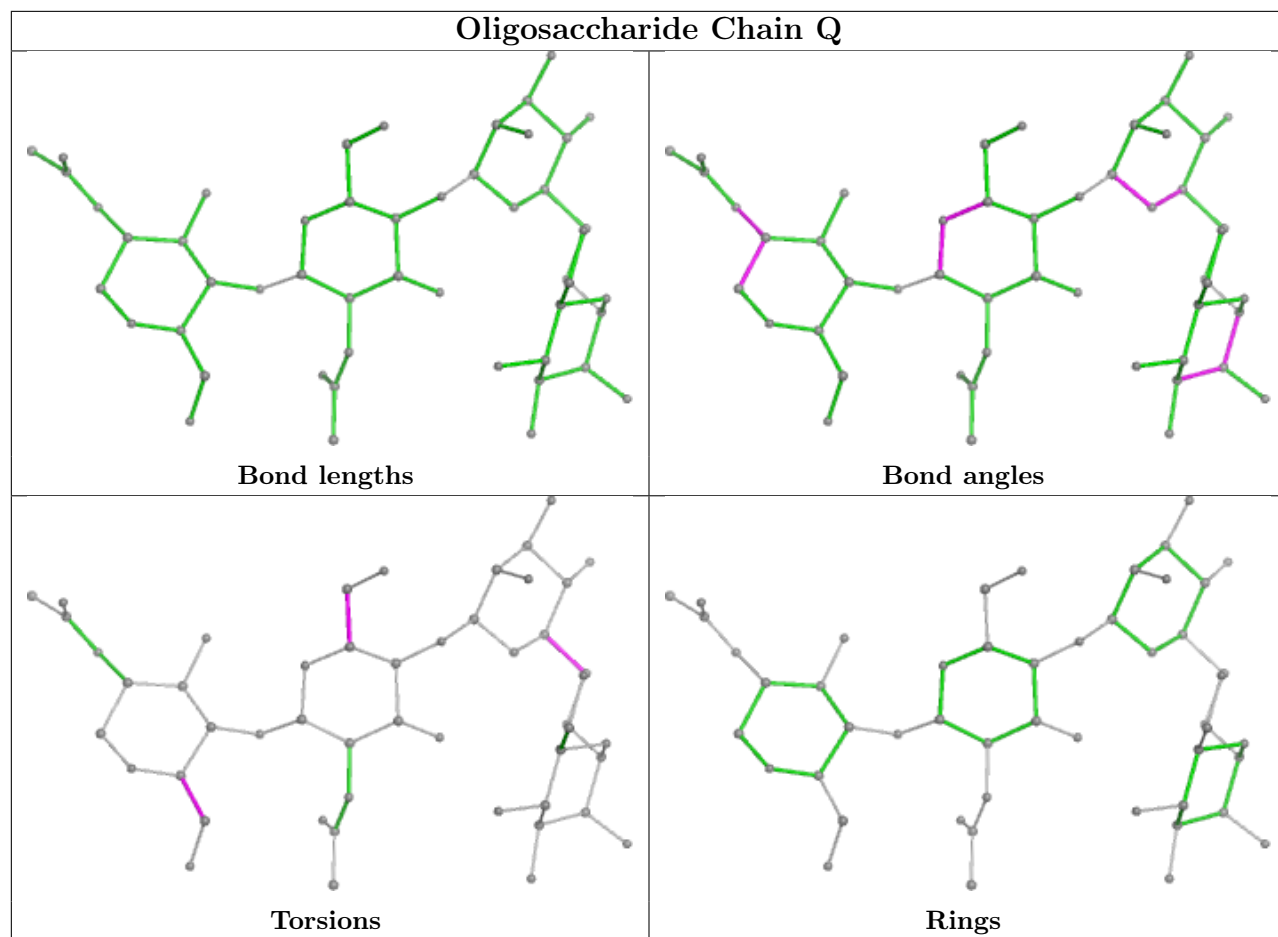 Oligosaccharide Chain Q
Bond lengths
Bond angles
Torsions
Rings